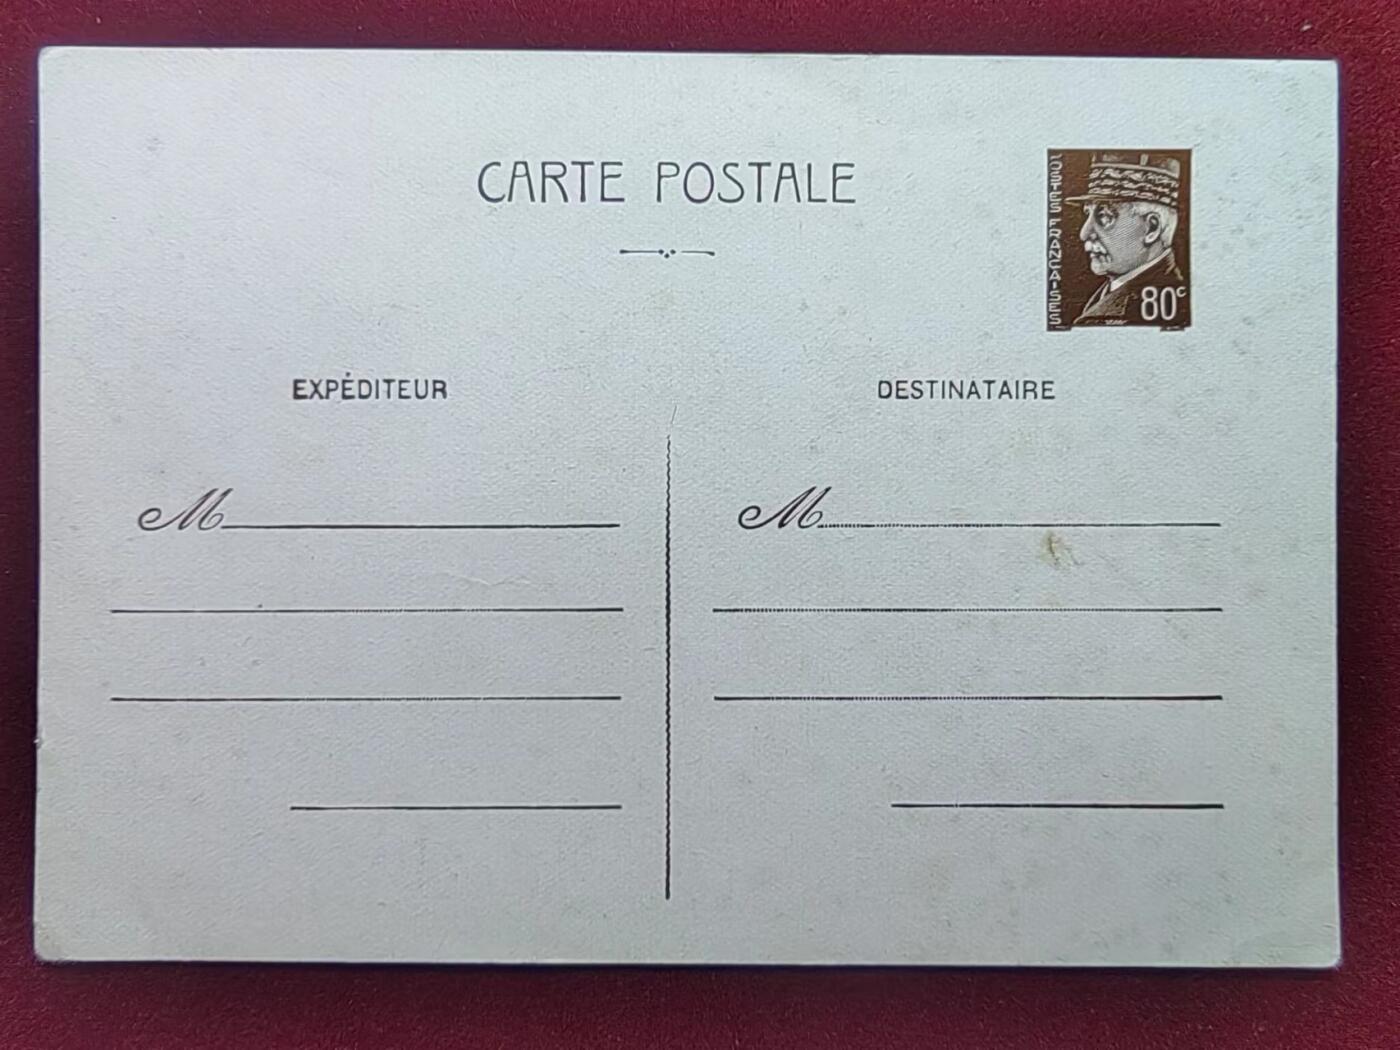 CARTE POSTALE
POSTES FRANÇAISES
80c
EXPÉDITEUR
DESTINATAIRE
M
M